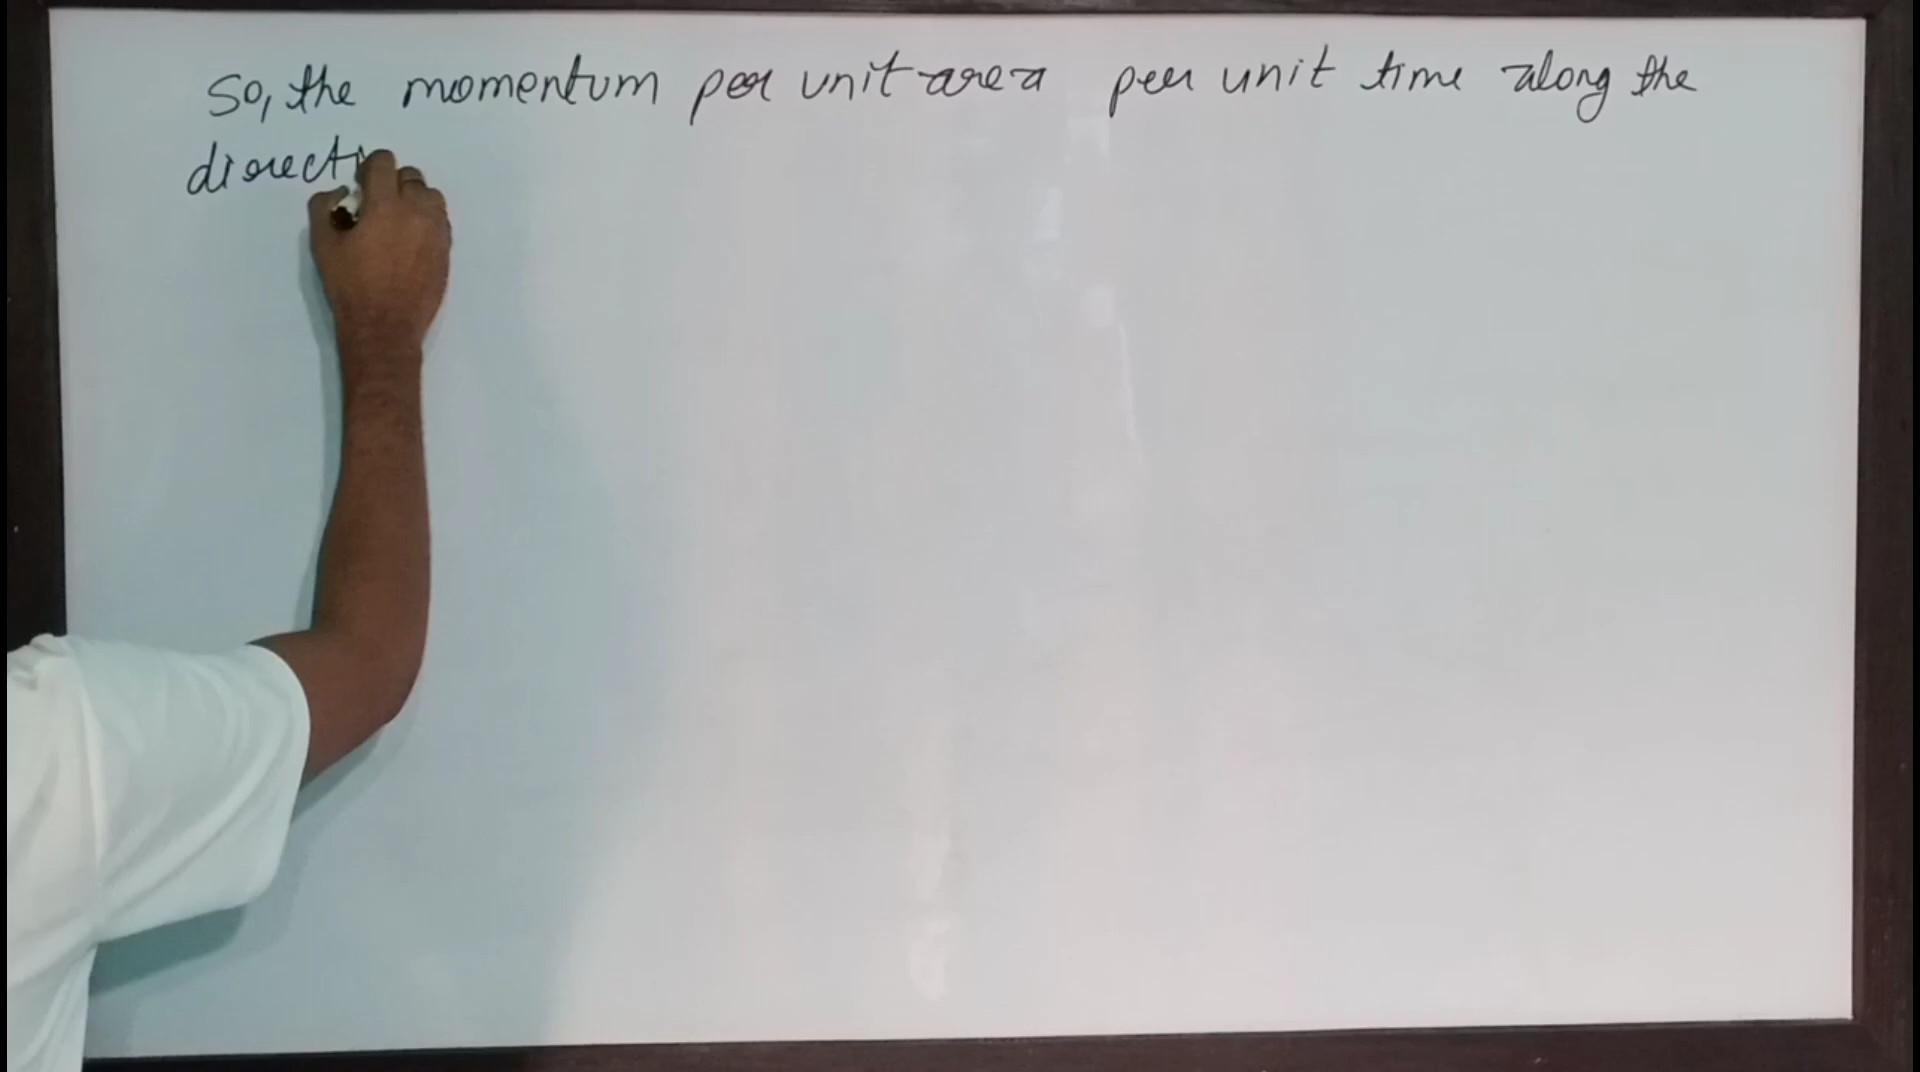 So, the momentum per unit area per unit time along the
directi